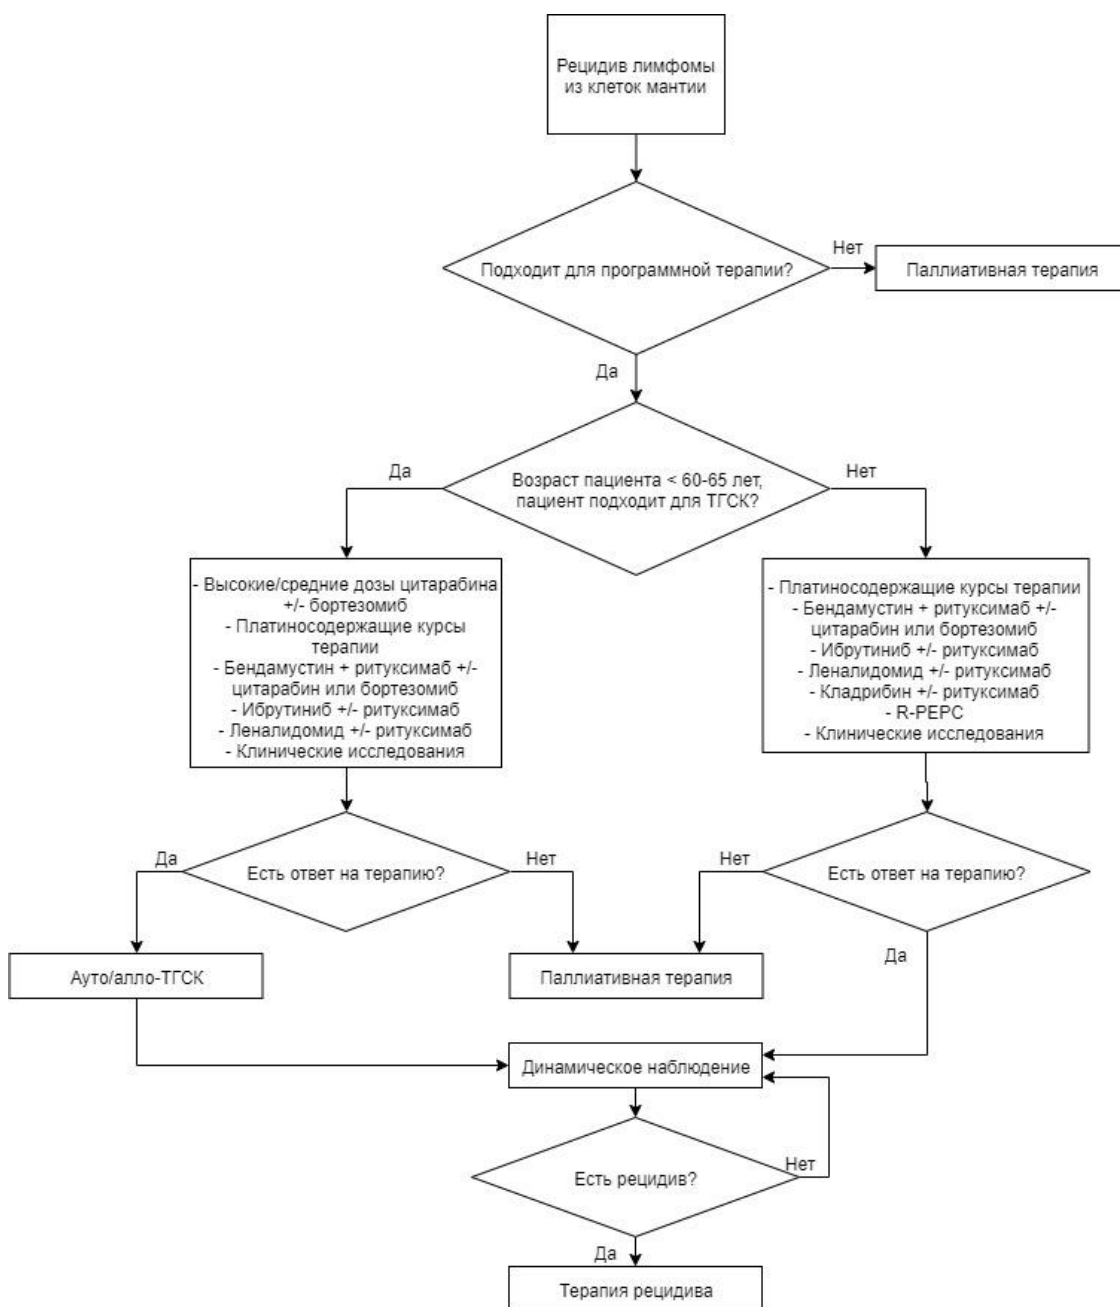 Рецидив лимфомы
из клеток мантии
Подходит для программной терапии?
Нет
Паллиативная терапия
Да
Возраст пациента < 60-65 лет,
пациент подходит для ТГСК?
Да
Нет
- Высокие/средние дозы цитарабина
+/- бортезомиб
- Платиносодержащие курсы
терапии
- Бендамустин + ритуксимаб +/-
цитарабин или бортезомиб
- Ибрутиниб +/- ритуксимаб
- Леналидомид +/- ритуксимаб
- Клинические исследования
- Платиносодержащие курсы терапии
- Бендамустин + ритуксимаб +/-
цитарабин или бортезомиб
- Ибрутиниб +/- ритуксимаб
- Леналидомид +/- ритуксимаб
- Кладрибин +/- ритуксимаб
- R-PEPC
- Клинические исследования
Есть ответ на терапию?
Да
Нет
Есть ответ на терапию?
Нет
Да
Ауто/алло-ТГСК
Паллиативная терапия
Динамическое наблюдение
Есть рецидив?
Нет
Да
Терапия рецидива